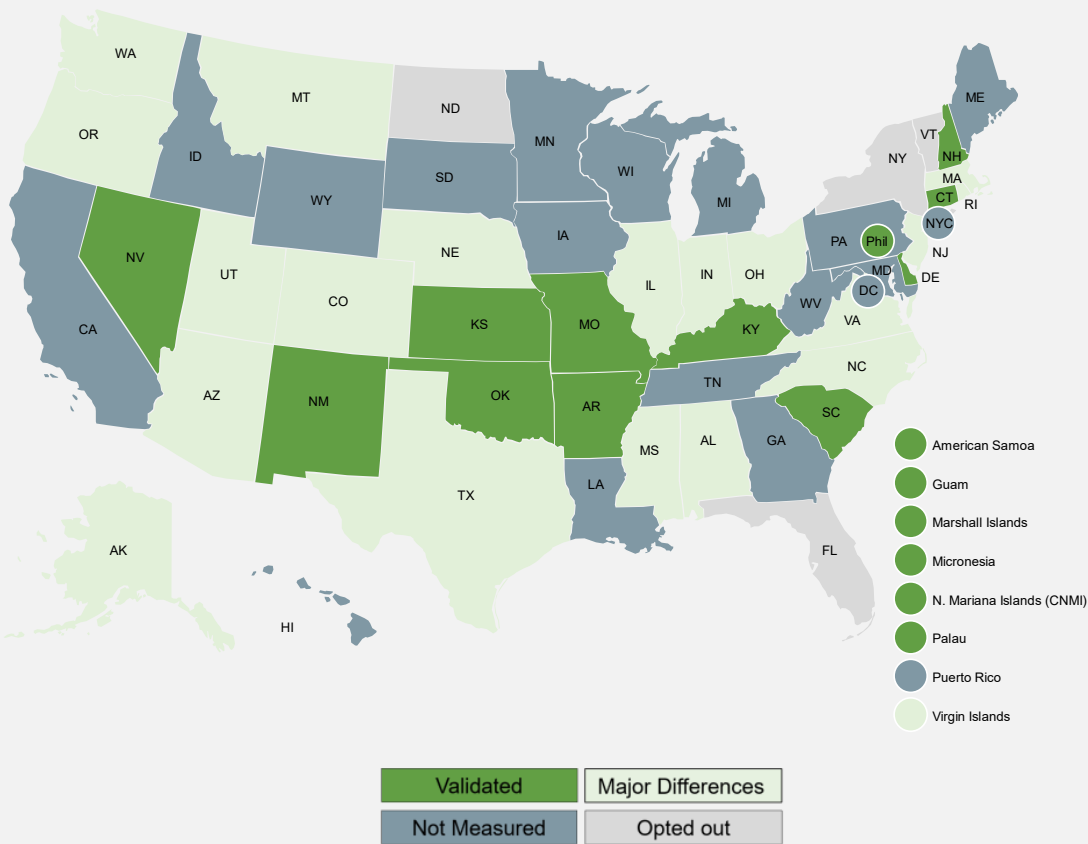 WA
MT
ND
MN
ME
OR
ID
SD
WI
MI
NY
VT
NH
MA
CT
RI
WY
NYC
IA
PA
Phil
NJ
NV
UT
NE
IL
IN
OH
MD
DE
DC
CO
CA
KS
MO
KY
WV
VA
AZ
NM
OK
AR
TN
NC
SC
MS
AL
GA
American Samoa
LA
Guam
TX
Marshall Islands
AK
FL
Micronesia
N. Mariana Islands (CNMI)
HI
Palau
Puerto Rico
Virgin Islands
Validated
Major Differences
Not Measured
Opted out